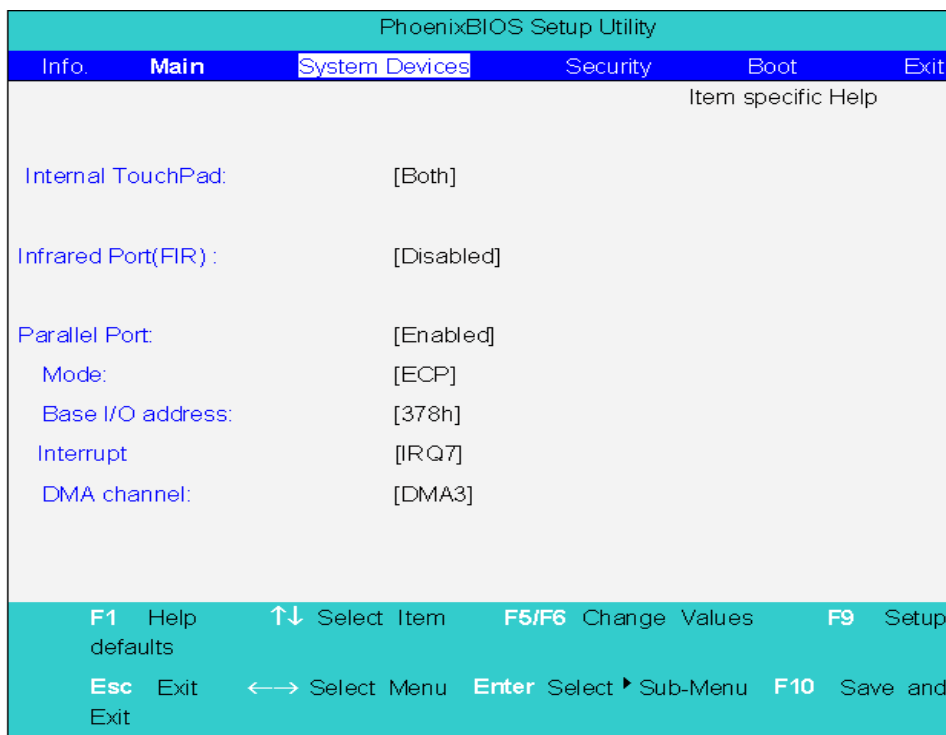 PhoenixBIOS Setup Utility
Info. Main System Devices Security Boot Exit
Item specific Help
Internal TouchPad: [Both]
Infrared Port(FIR) : [Disabled]
Parallel Port: [Enabled]
Mode: [ECP]
Base I/O address: [378h]
Interrupt [IRQ7]
DMA channel: [DMA3]
F1 Help ↑↓ Select Item F5/F6 Change Values F9 Setup
defaults
Esc Exit ←→ Select Menu Enter Select ▸ Sub-Menu F10 Save and
Exit